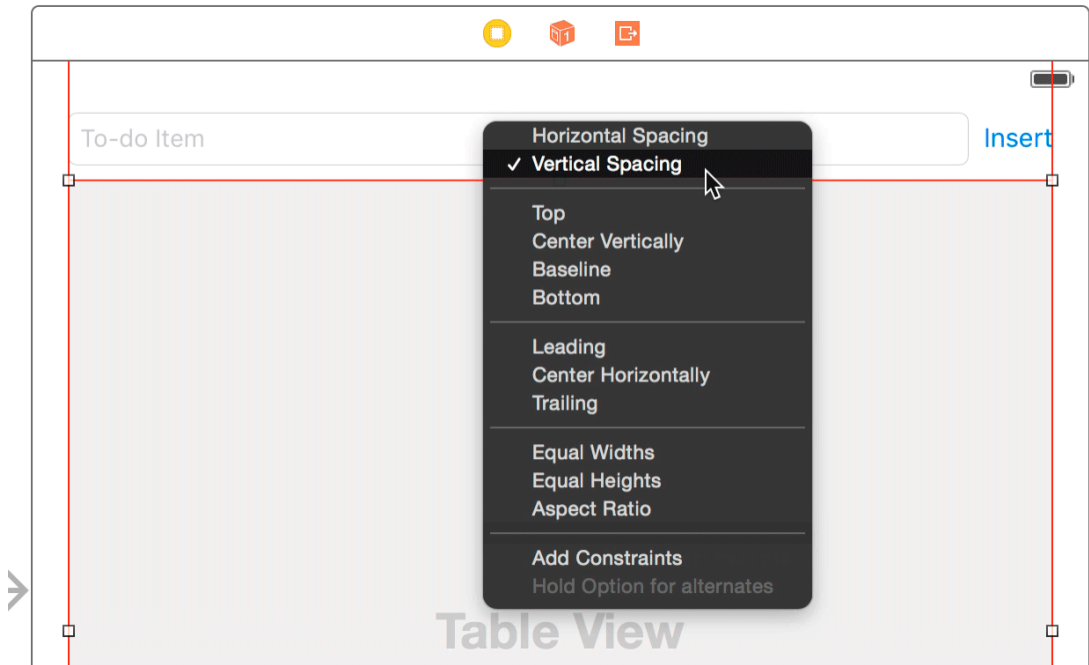 To-do Item
Insert
Horizontal Spacing
✓ Vertical Spacing
Top
Center Vertically
Baseline
Bottom
Leading
Center Horizontally
Trailing
Equal Widths
Equal Heights
Aspect Ratio
Add Constraints
Hold Option for alternates
Table View